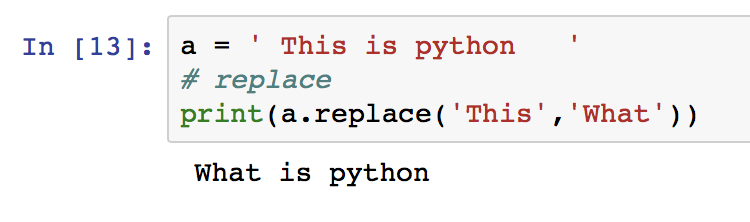 In [13]: a = ' This is python   '
# replace
print(a.replace('This','What'))
 What is python